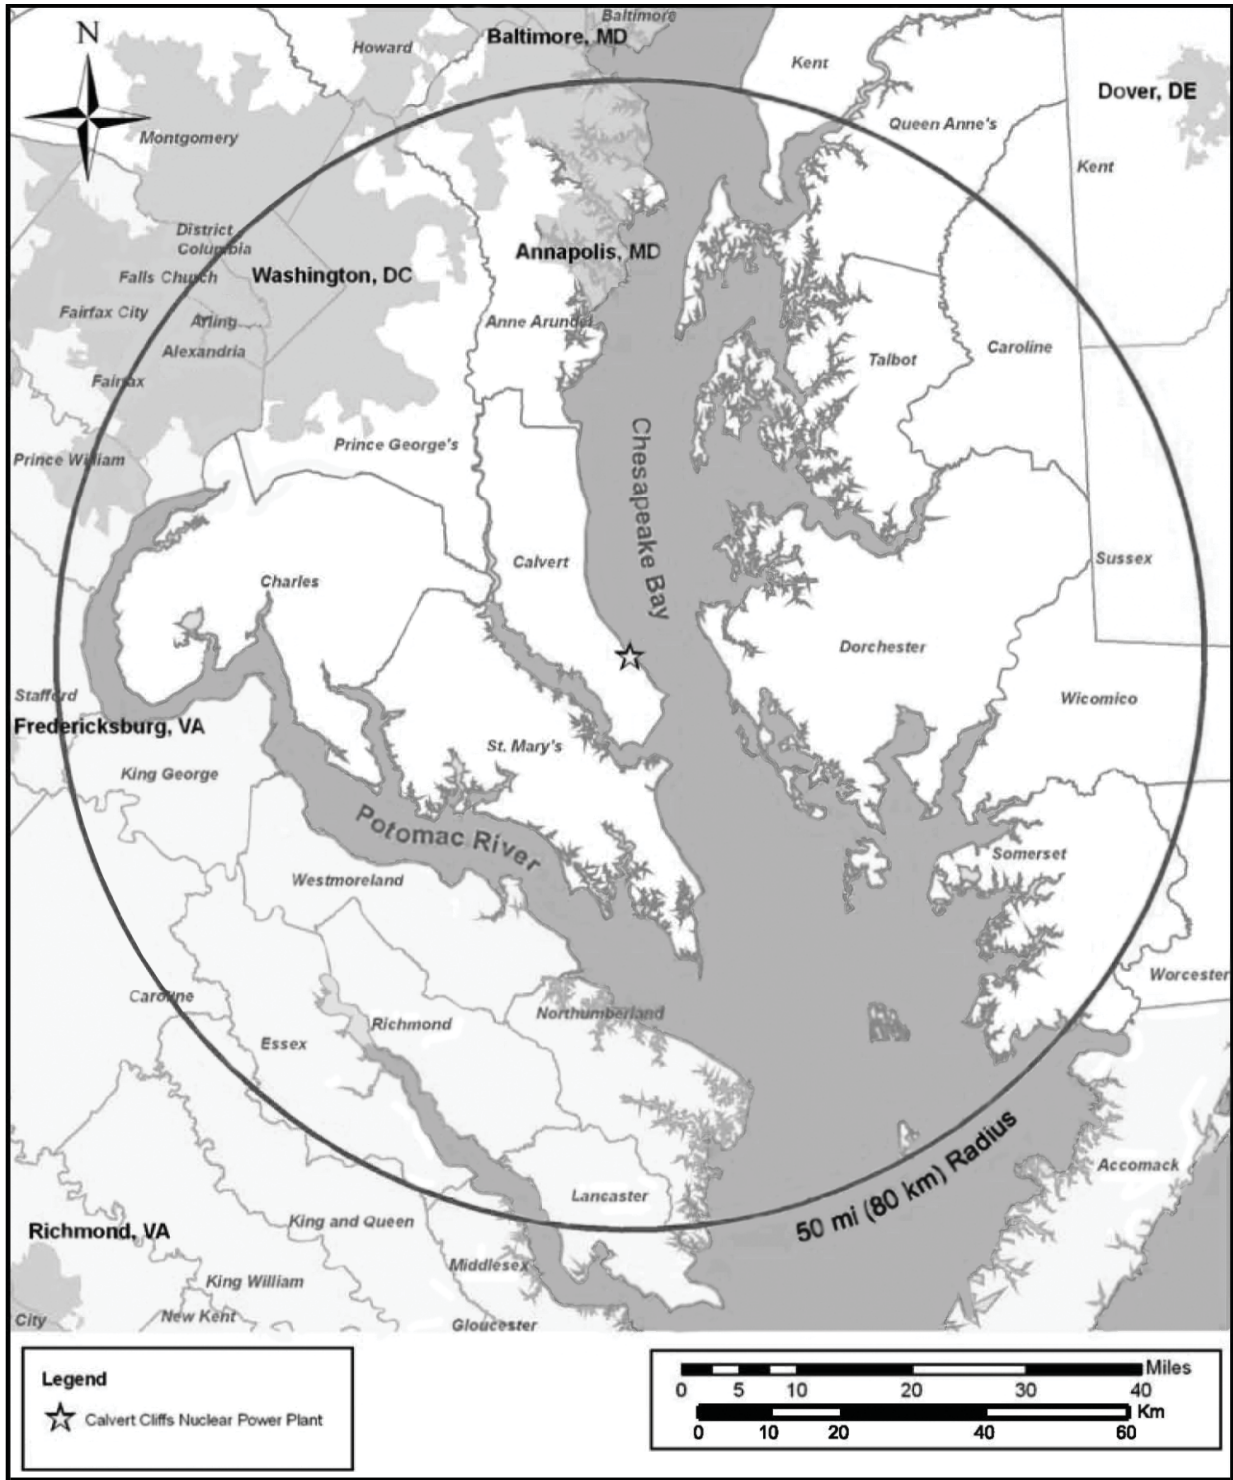 N
Baltimore
Baltimore, MD
Howard
Kent
Dover, DE
Queen Anne's
Montgomery
Kent
District
Columbia
Annapolis, MD
Falls Church
Washington, DC
Fairfax City
Arling
Anne Arundel
Alexandria
Talbot
Caroline
Fairfax
Prince George's
Prince William
Chesapeake Bay
Calvert
Sussex
Charles
Dorchester
Stafford
Wicomico
Fredericksburg, VA
St. Mary's
King George
Potomac River
Somerset
Westmoreland
Worcester
Caroline
Northumberland
Richmond
Essex
50 mi (80 km) Radius
Accomack
Lancaster
King and Queen
Richmond, VA
Middlesex
King William
New Kent
City
Gloucester
Legend
Calvert Cliffs Nuclear Power Plant
Miles
0 5 10 20 30 40
Km
0 10 20 40 60